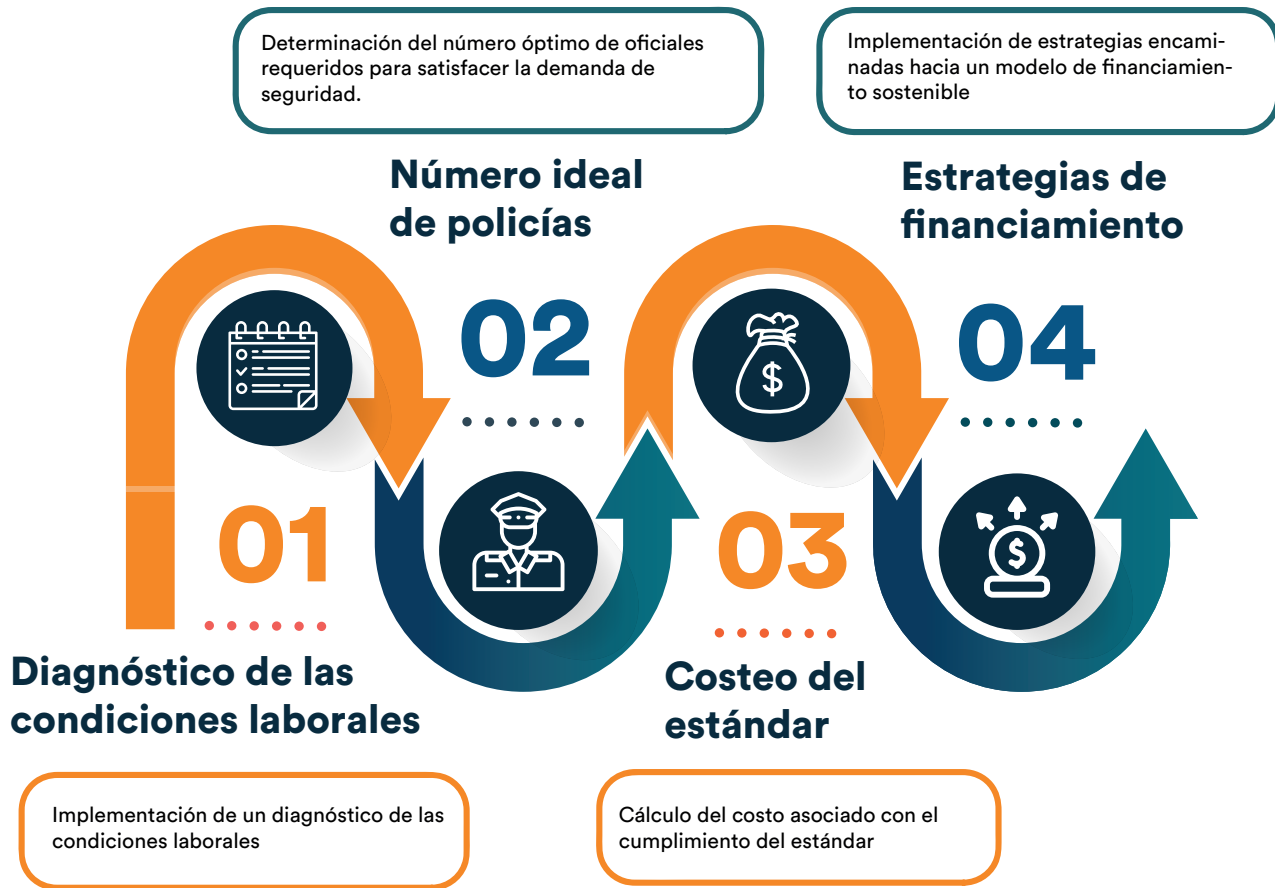 Determinación del número óptimo de oficiales
requeridos para satisfacer la demanda de
seguridad.
Implementación de estrategias encami-
nadas hacia un modelo de financiamien-
to sostenible
Número ideal
de policías
Estrategias de
financiamiento
02
04
$
01
03
$
Diagnóstico de las
condiciones laborales
Costeo del
estándar
Implementación de un diagnóstico de las
condiciones laborales
Cálculo del costo asociado con el
cumplimiento del estándar